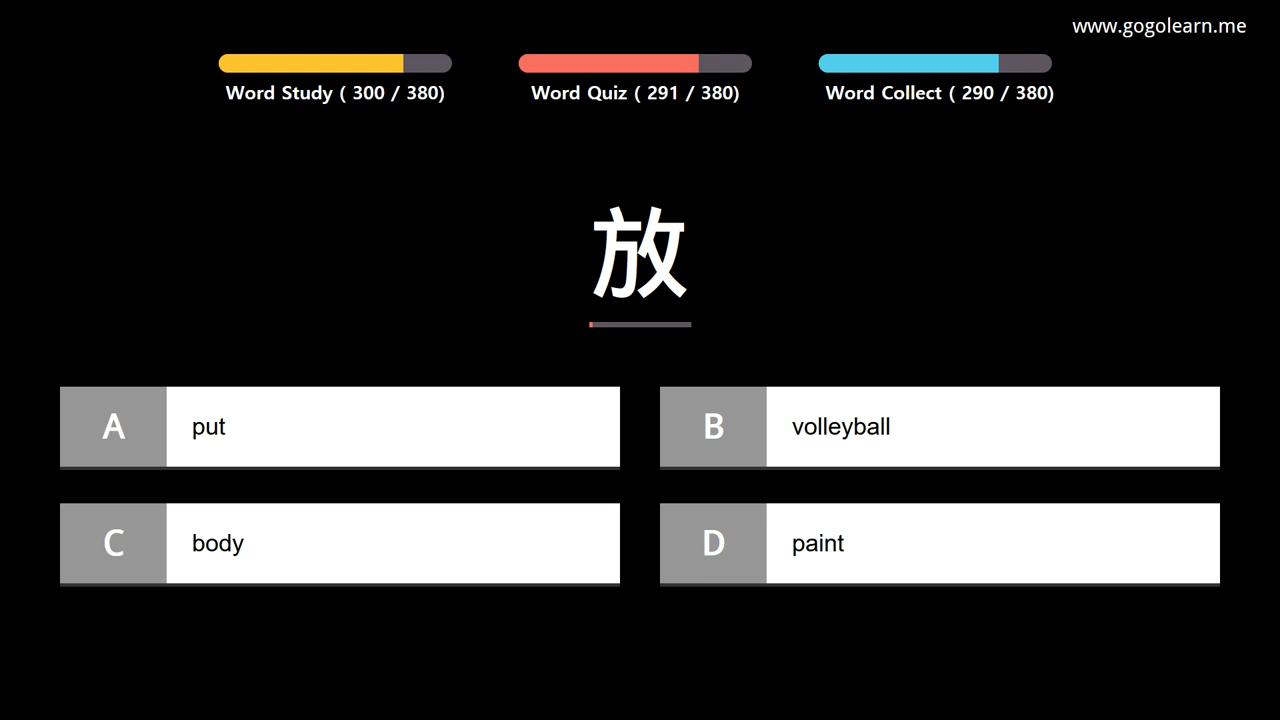 www.gogolearn.me
Word Study ( 300 / 380)
Word Quiz ( 291 / 380)
Word Collect ( 290 / 380)
放
A put
B volleyball
C body
D paint